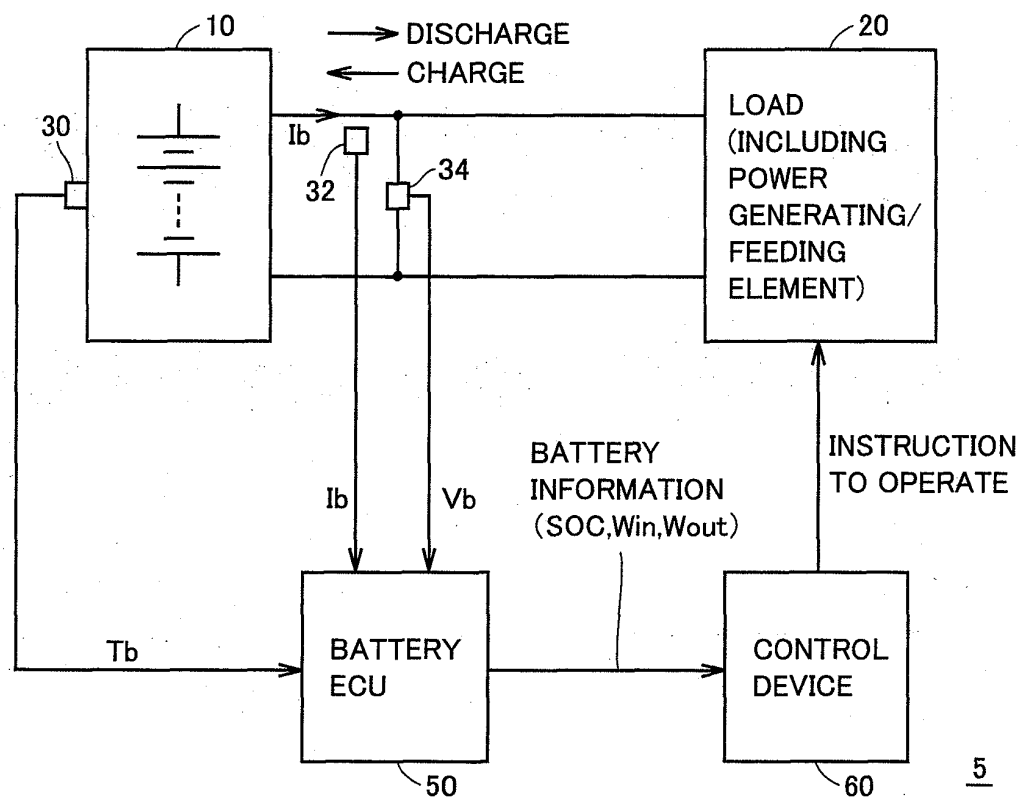 10
DISCHARGE
CHARGE
20
30
Ib
32
34
LOAD
(INCLUDING
POWER
GENERATING/
FEEDING
ELEMENT)
INSTRUCTION
TO OPERATE
BATTERY
INFORMATION
(SOC,Win,Wout)
Ib
Vb
Tb
BATTERY
ECU
CONTROL
DEVICE
50
60
5